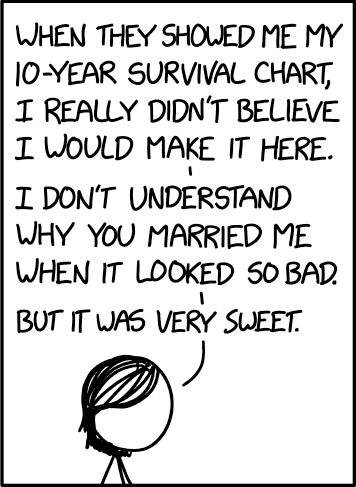 WHEN THEY SHOWED ME MY
10-YEAR SURVIVAL CHART,
I REALLY DIDN'T BELIEVE
I WOULD MAKE IT HERE.
I DON'T UNDERSTAND
WHY YOU MARRIED ME
WHEN IT LOOKED SO BAD.
BUT IT WAS VERY SWEET.